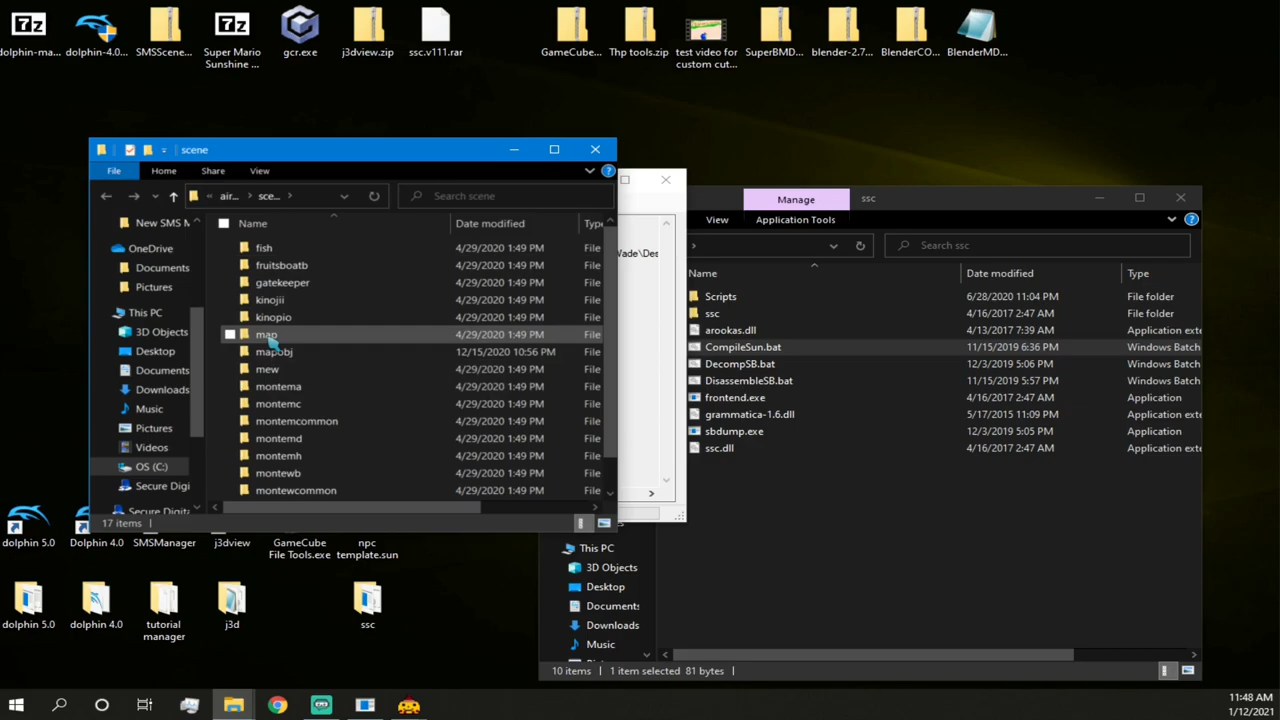 dolphin-ma...
dolphin-4.0...
SMSScene...
Super Mario
Sunshine ...
gcr.exe
j3dview.zip
ssc.v111.rar
GameCube...
Thp tools.zip
test video for
custom cut...
SuperBMD...
blender-2.7...
BlenderCO...
BlenderMD...
scene
File
Home
Share
View
air...
sce...
Search scene
Name
Date modified
Type
New SMS M
OneDrive
Documents
Pictures
This PC
3D Objects
Desktop
Documents
Downloads
Music
Pictures
Videos
OS (C:)
Secure Digi
Secure Digita
fish 4/29/2020 1:49 PM File
fruitsboatb 4/29/2020 1:49 PM File
gatekeeper 4/29/2020 1:49 PM File
kinojii 4/29/2020 1:49 PM File
kinopio 4/29/2020 1:49 PM File
map 4/29/2020 1:49 PM File
mapobj 12/15/2020 10:56 PM File
mew 4/29/2020 1:49 PM File
montema 4/29/2020 1:49 PM File
montemc 4/29/2020 1:49 PM File
montemcommon 4/29/2020 1:49 PM File
montemd 4/29/2020 1:49 PM File
montemh 4/29/2020 1:49 PM File
montewb 4/29/2020 1:49 PM File
montewcommon 4/29/2020 1:49 PM File
17 items
Wade\Des
Manage
ssc
View
Application Tools
Search ssc
Name
Date modified
Type
Scripts 6/28/2020 11:04 PM File folder
ssc 4/16/2017 2:47 AM File folder
arookas.dll 4/13/2017 7:39 AM Application ext
CompileSun.bat 11/15/2019 6:36 PM Windows Batch
DecompSB.bat 12/3/2019 5:06 PM Windows Batch
DisassembleSB.bat 11/15/2019 5:57 PM Windows Batch
frontend.exe 4/16/2017 2:47 AM Application
grammatica-1.6.dll 5/17/2015 11:09 PM Application ext
sbdump.exe 12/3/2019 5:05 PM Application
ssc.dll 4/16/2017 2:47 AM Application ext
This PC
3D Objects
Desktop
Documents
Downloads
Music
10 items
1 item selected 81 bytes
dolphin 5.0
Dolphin 4.0
SMSManager
j3dview
GameCube
File Tools.exe
npc
template.sun
dolphin 5.0
dolphin 4.0
tutorial
manager
j3d
ssc
11:48 AM
1/12/2021